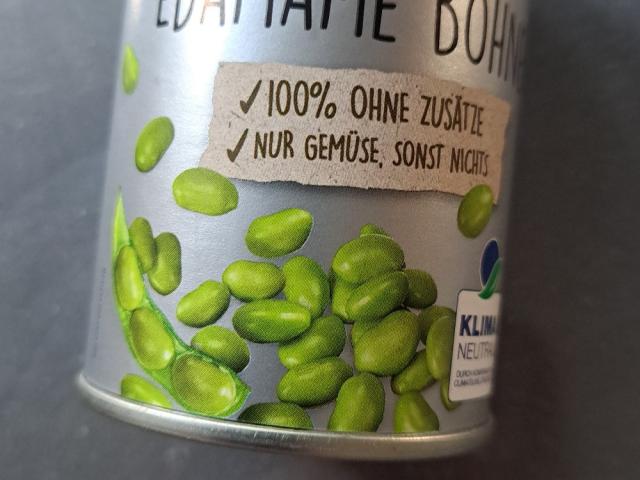 EDAMAME BOHN
✓ 100% OHNE ZUSÄTZE
✓ NUR GEMÜSE, SONST NICHTS
KLIMA
NEUTRA